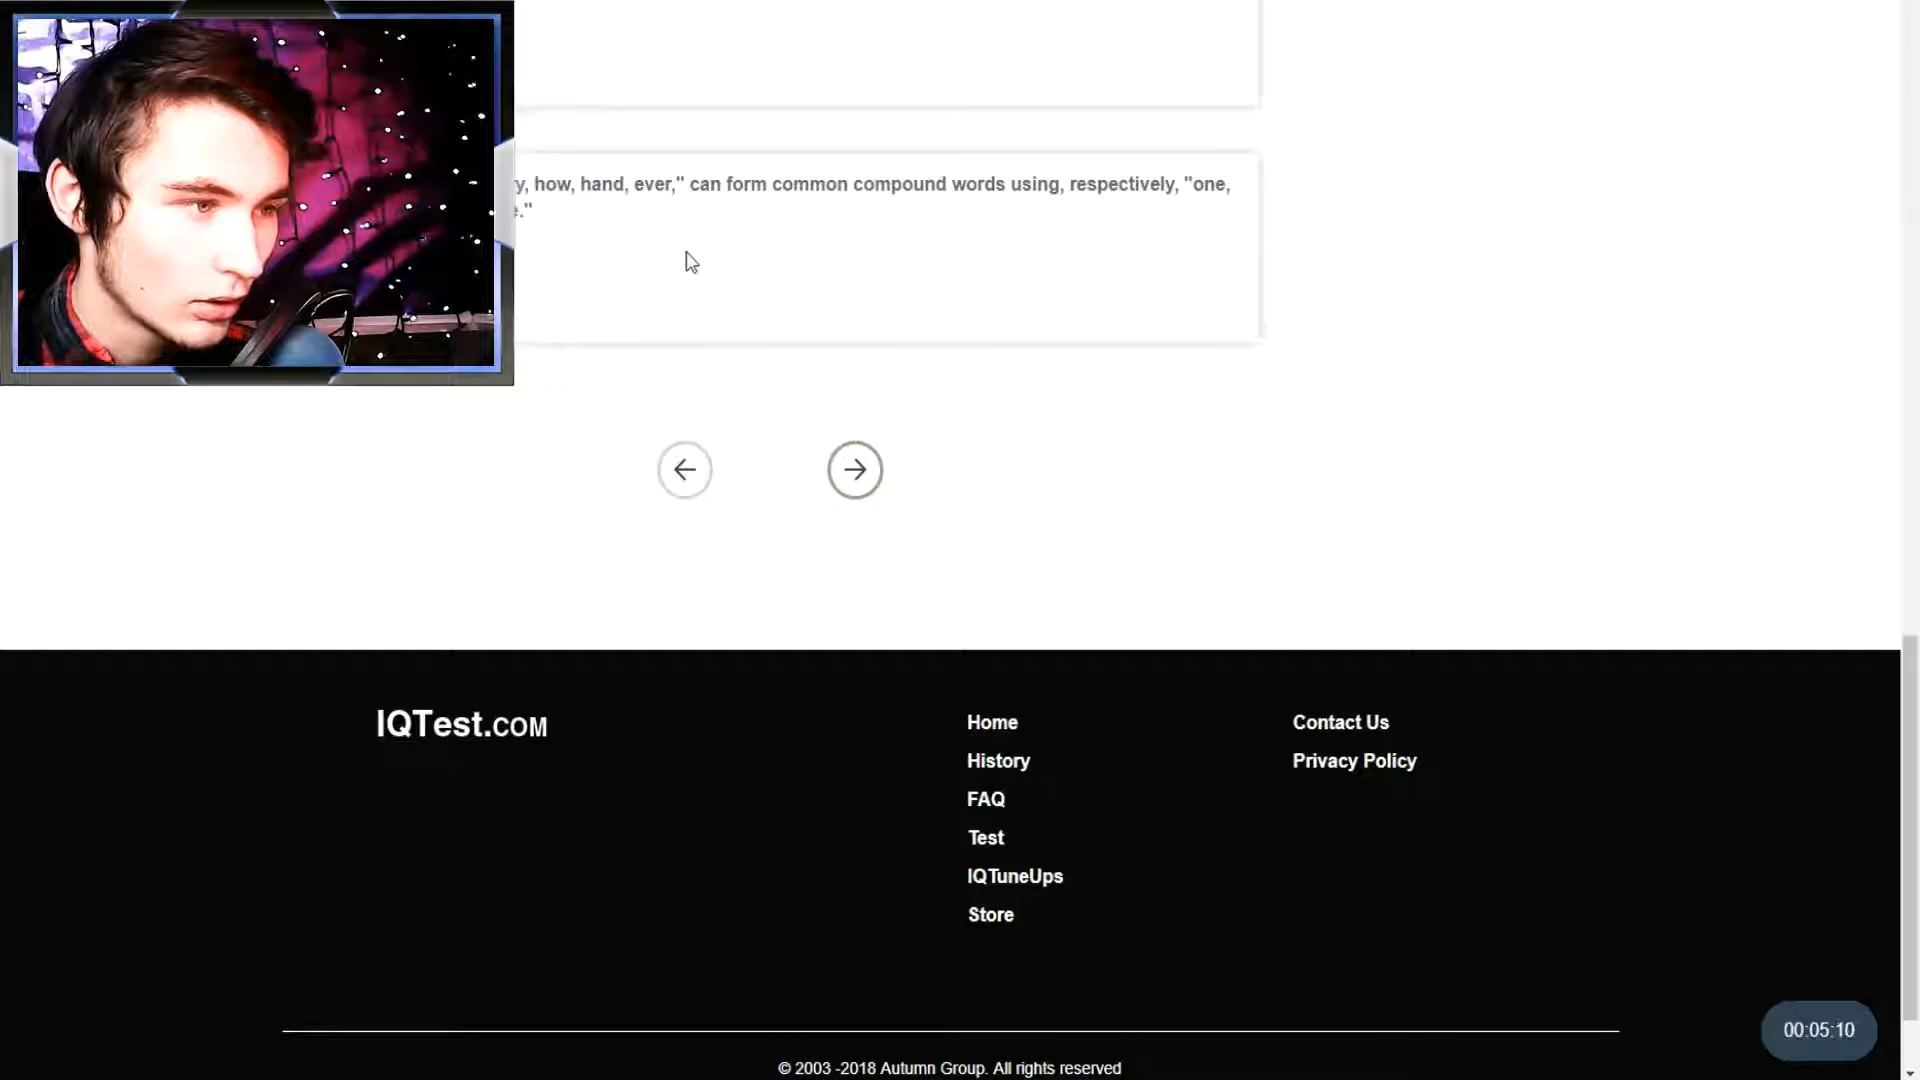 how, hand, ever," can form common compound words using, respectively, "one,
IQTest.COM
Home
History
FAQ
Test
IQTuneUps
Store
Contact Us
Privacy Policy
00:05:10
© 2003 -2018 Autumn Group. All rights reserved